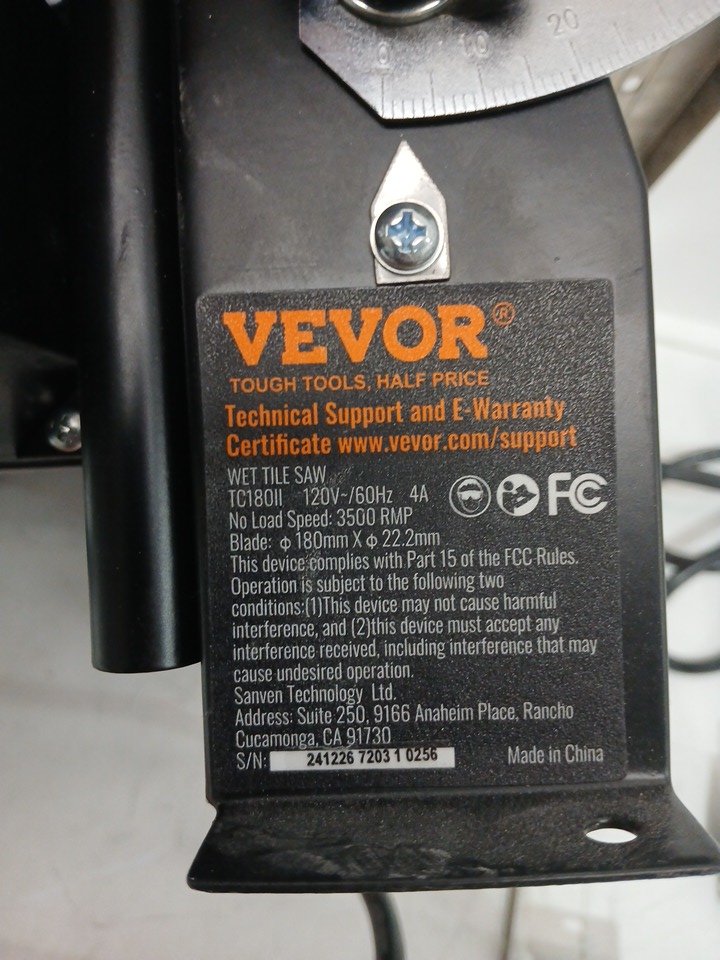 0 10 20
VEVOR®
TOUGH TOOLS, HALF PRICE
Technical Support and E-Warranty
Certificate www.vevor.com/support
WET TILE SAW
TC180II 120V~/60Hz 4A
FC
No Load Speed: 3500 RMP
Blade: ϕ 180mm X ϕ 22.2mm
This device complies with Part 15 of the FCC Rules.
Operation is subject to the following two
conditions:(1)This device may not cause harmful
interference, and (2)this device must accept any
interference received, including interference that may
cause undesired operation.
Sanven Technology Ltd.
Address: Suite 250, 9166 Anaheim Place, Rancho
Cucamonga, CA 91730
S/N: 241226 7203 1 0256 Made in China